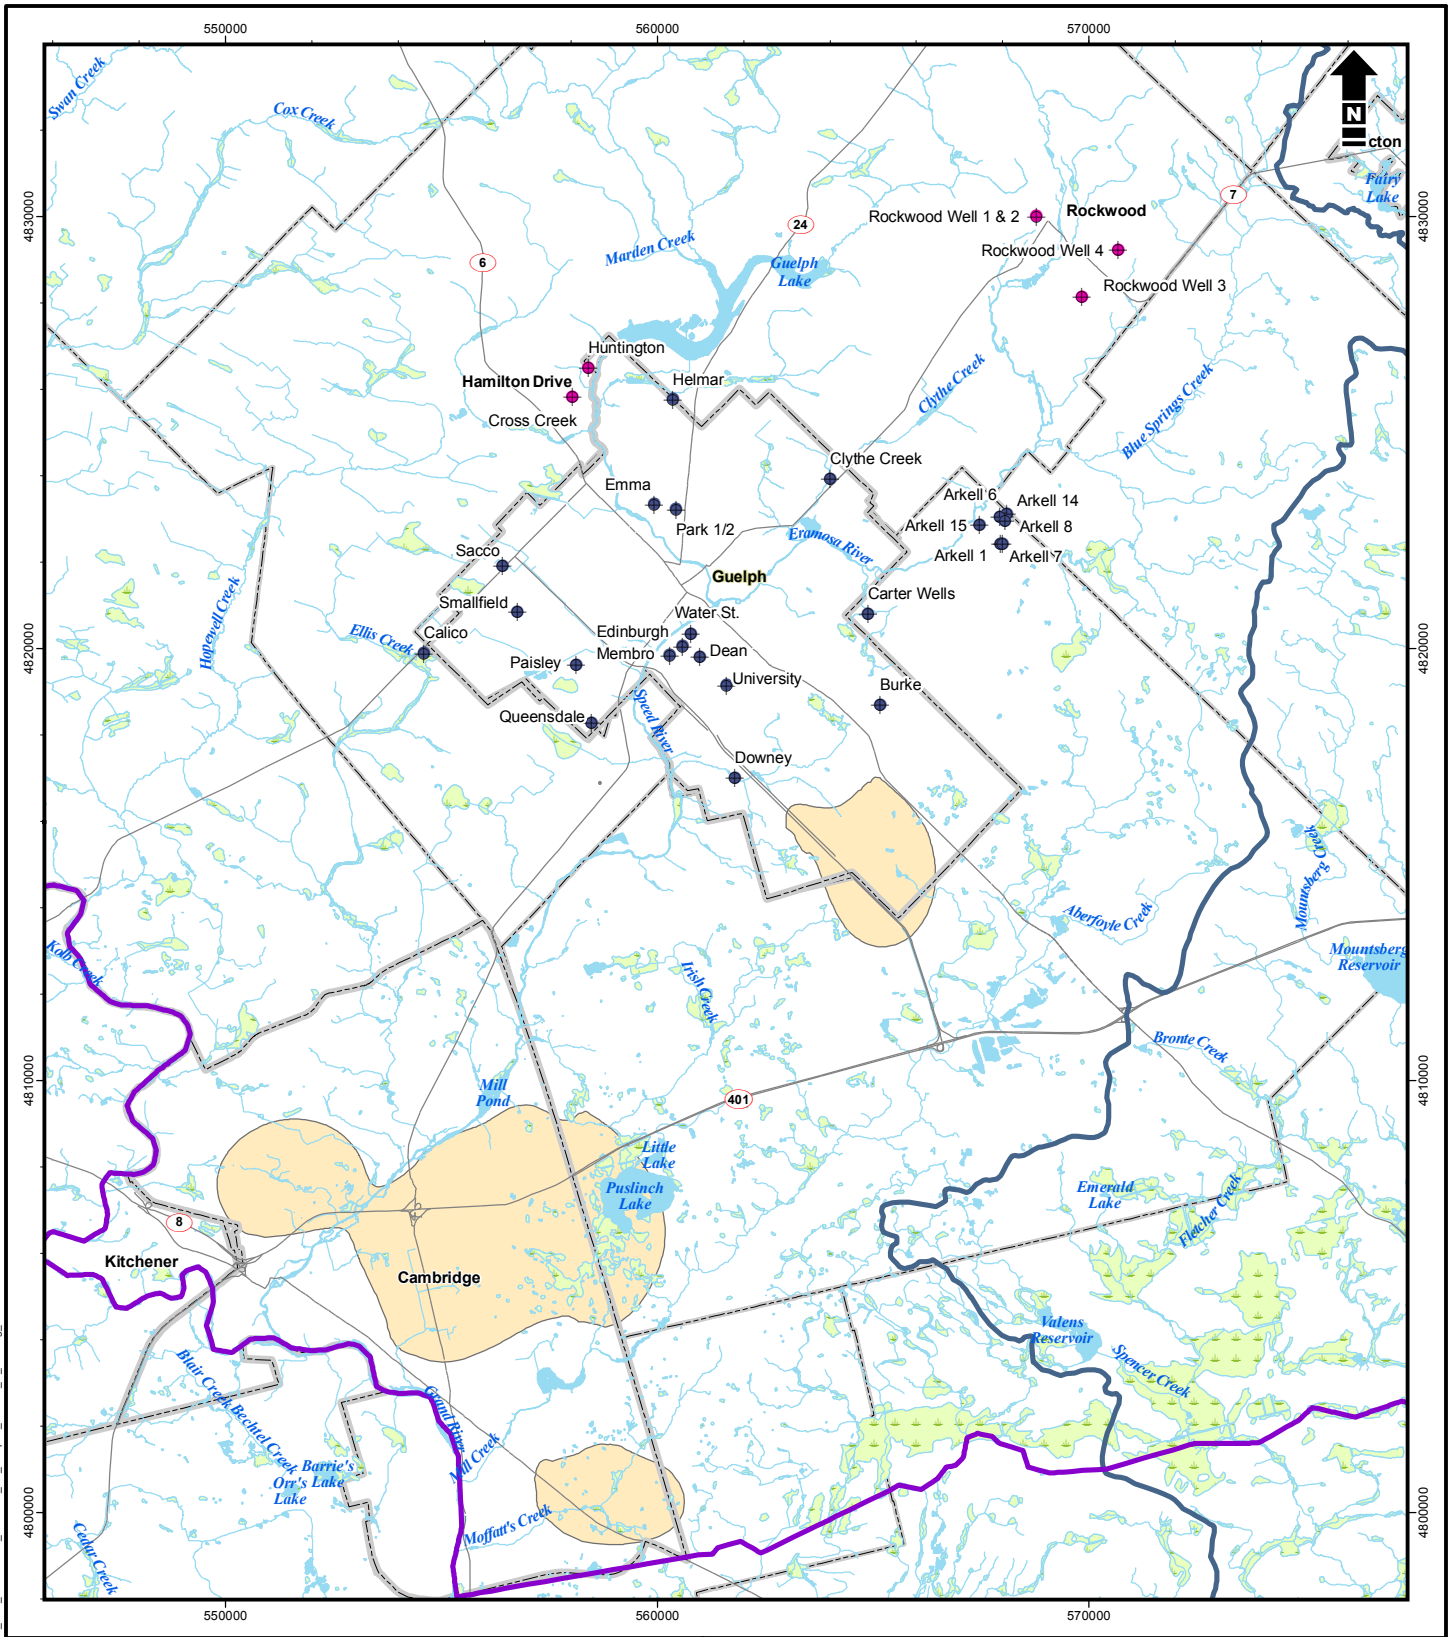 550000
560000
570000
Swan Creek
Cox Creek
N
cton
Fairy
Lake
7
4830000
4830000
Rockwood Well 1 & 2
Rockwood
24
Marden Creek
6
Guelph
Lake
Rockwood Well 4
Rockwood Well 3
Huntington
Hamilton Drive
Helmar
Cross Creek
Clythe Creek
Blue Springs Creek
Clythe Creek
Emma
Park 1/2
Arkell 6
Arkell 14
Arkell 15
Arkell 8
Arkell 1
Arkell 7
Eramosa River
Sacco
Guelph
Smallfield
Hopewell Creek
Carter Wells
Water St.
Ellis Creek
Calico
Edinburgh
Membro
Dean
4820000
4820000
Paisley
University
Burke
Queensdale
Speed River
Downey
Mountsberg Creek
Aberfoyle Creek
Kolb Creek
Irish Creek
Mountsberg
Reservoir
Bronte Creek
4810000
4810000
Mill
Pond
401
Little
Lake
Puslinch
Lake
Emerald
Lake
Fletcher Creek
8
Kitchener
Cambridge
Valens
Reservoir
Spencer Creek
Blair Creek
Bechtel Creek
Grand River
Mill Creek
Barrie's
Lake
Orr's
Lake
Moffatt's Creek
4800000
4800000
Cedar Creek
550000
560000
570000